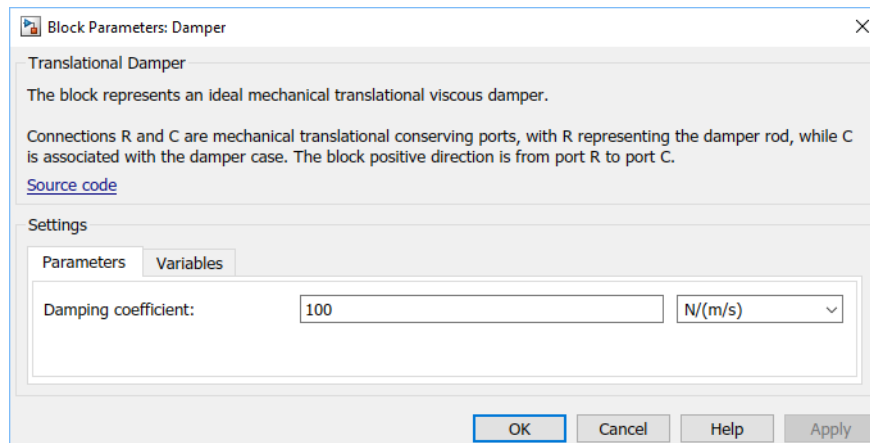 Block Parameters: Damper
Translational Damper
The block represents an ideal mechanical translational viscous damper.
Connections R and C are mechanical translational conserving ports, with R representing the damper rod, while C
is associated with the damper case. The block positive direction is from port R to port C.
Source code
Settings
Parameters Variables
Damping coefficient: 100 N/(m/s)
OK Cancel Help Apply